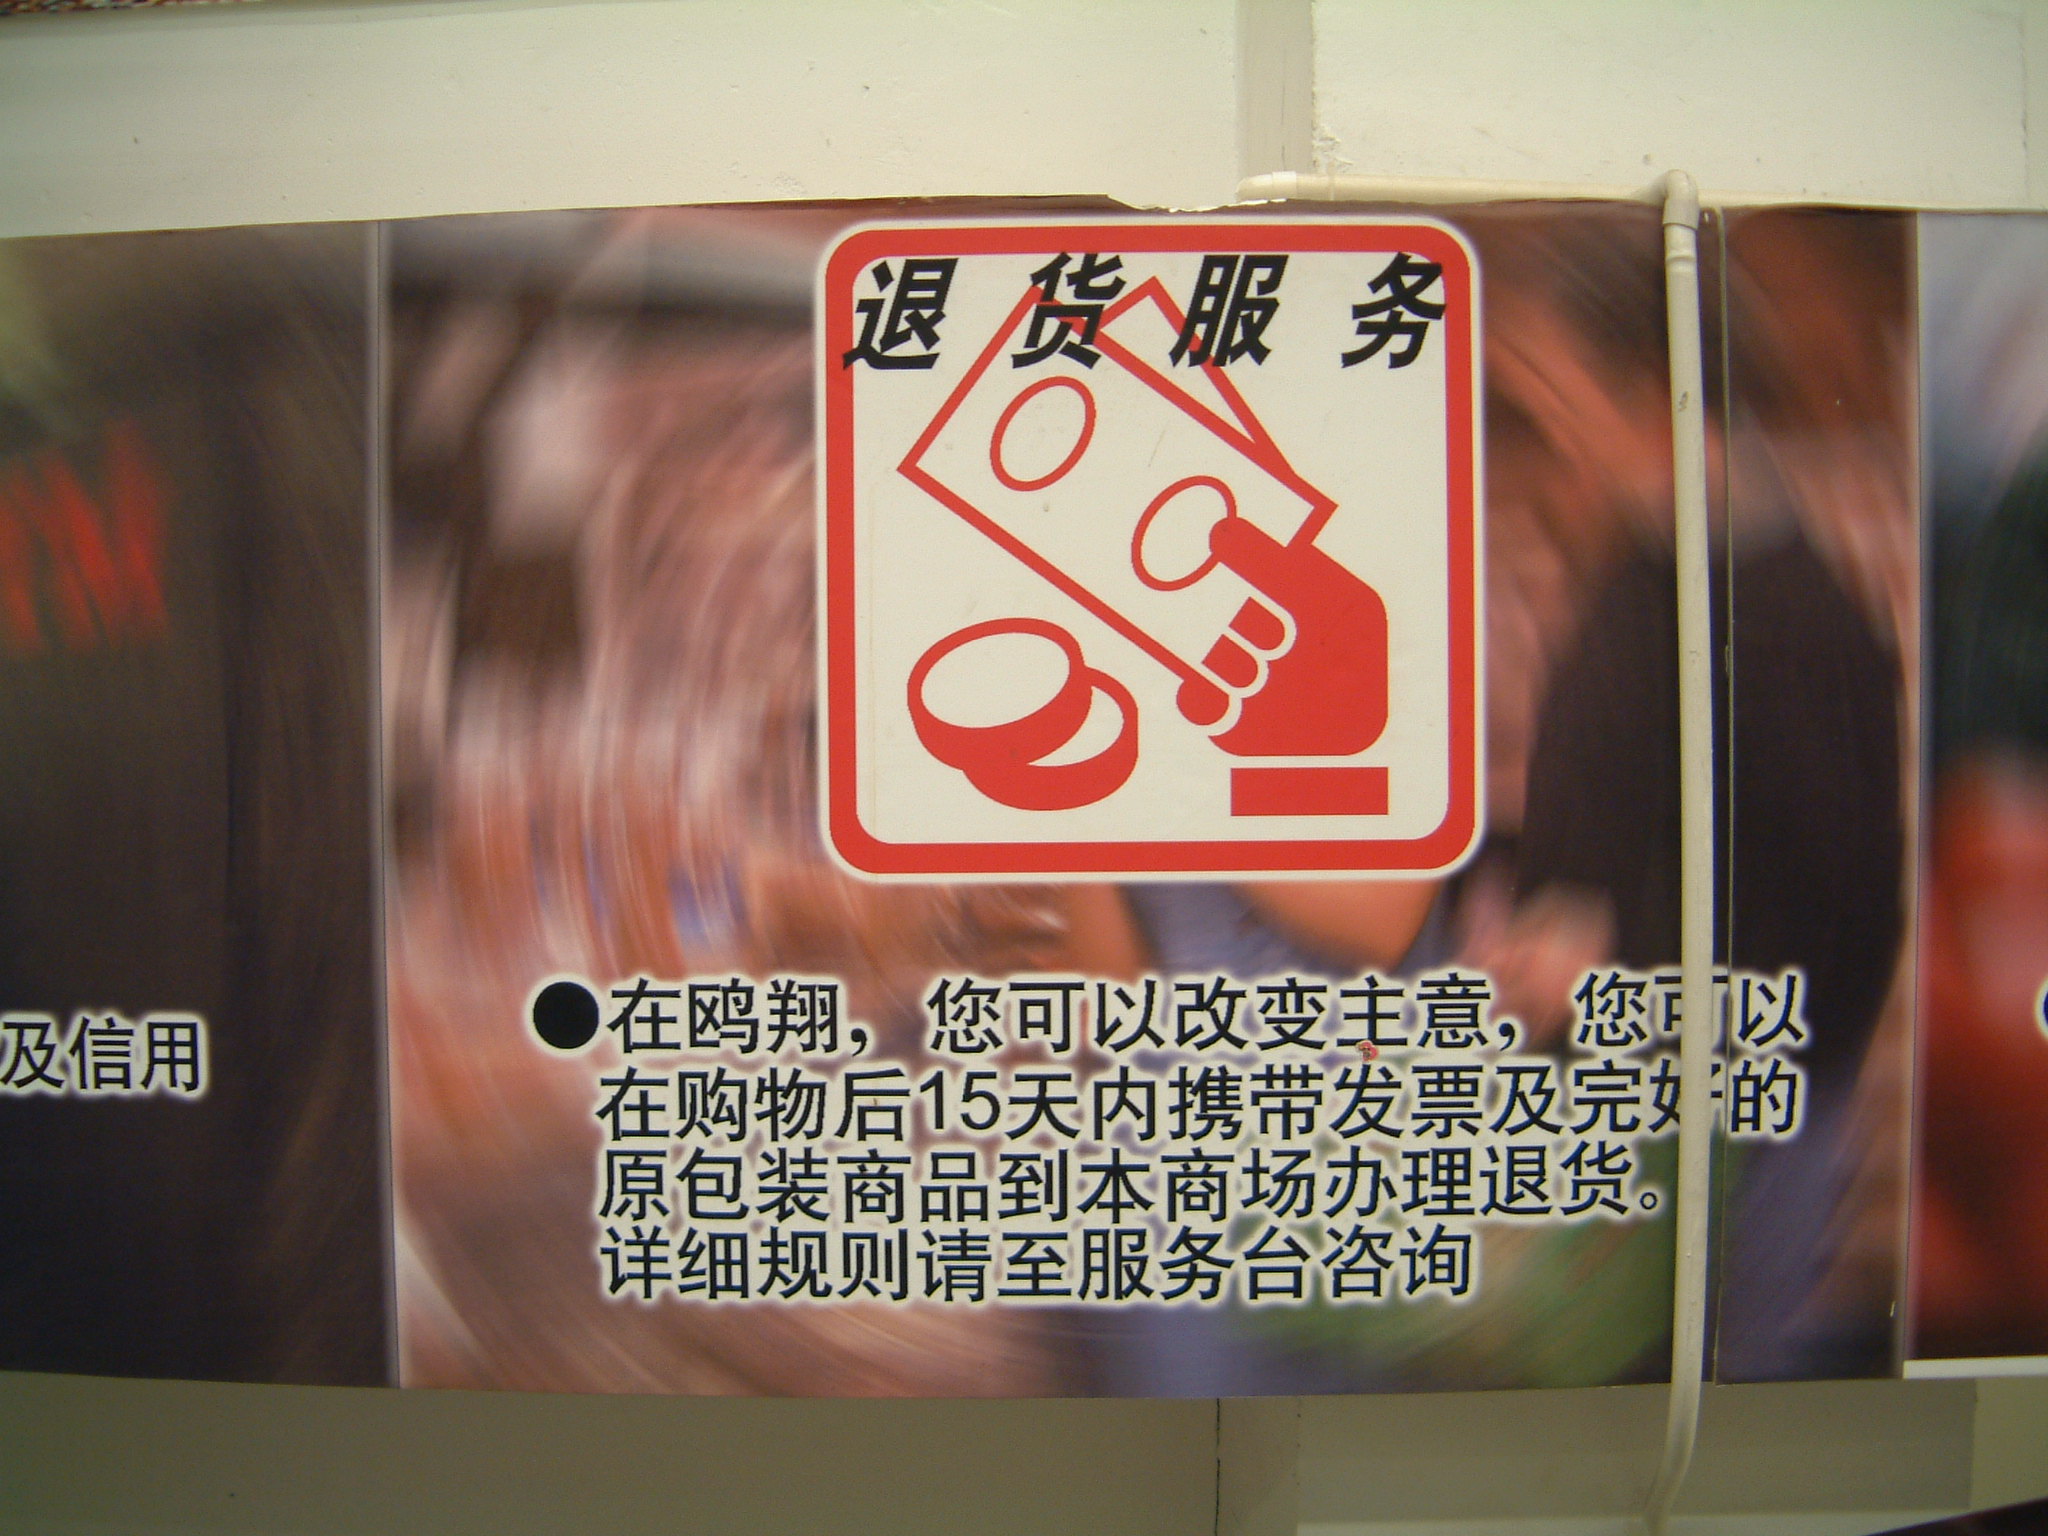 退货服务
●在鸥翔，您可以改变主意，您可以
在购物后15天内携带发票及完好的
原包装商品到本商场办理退货。
详细规则请至服务台咨询
及信用